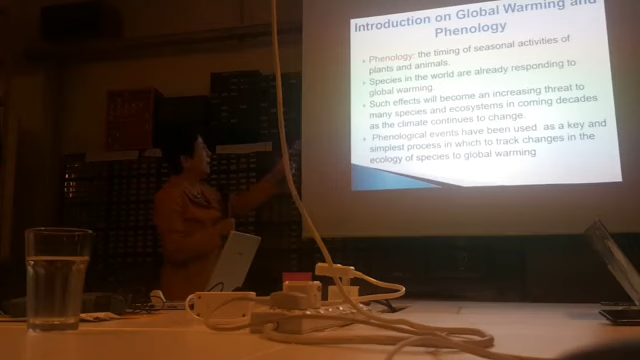 Introduction on Global Warming and
Phenology
Phenology: the timing of seasonal activities of
plants and animals.
Species in the world are already responding to
global warming.
Such effects will become an increasing threat to
many species and ecosystems in coming decades
as the climate continues to change.
Phenological events have been used as a key and
simplest process in which to track changes in the
ecology of species to global warming